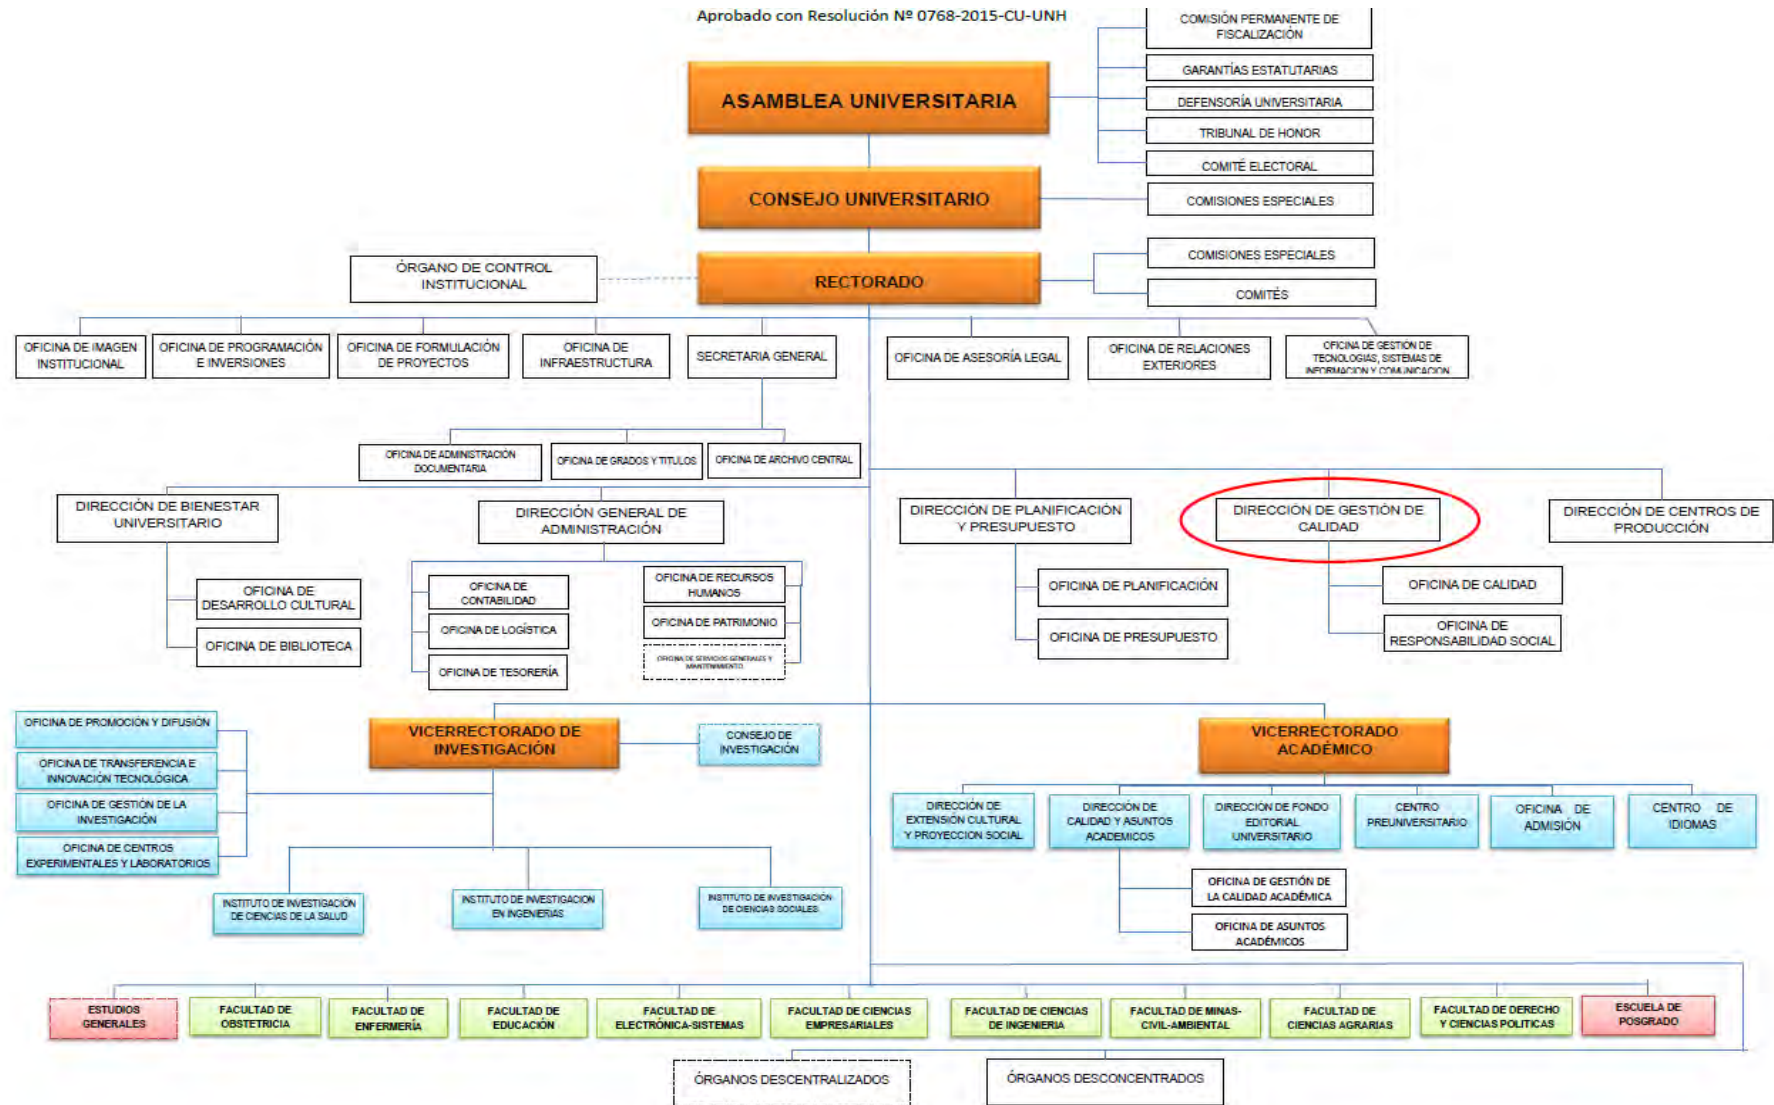 Aprobado con Resolución Nº 0768-2015-CU-UNH
COMISIÓN PERMANENTE DE
FISCALIZACIÓN
GARANTÍAS ESTATUTARIAS
DEFENSORÍA UNIVERSITARIA
TRIBUNAL DE HONOR
COMITÉ ELECTORAL
ASAMBLEA UNIVERSITARIA
CONSEJO UNIVERSITARIO
COMISIONES ESPECIALES
ÓRGANO DE CONTROL
INSTITUCIONAL
RECTORADO
COMISIONES ESPECIALES
COMITÉS
OFICINA DE IMAGEN
INSTITUCIONAL
OFICINA DE PROGRAMACIÓN
E INVERSIONES
OFICINA DE FORMULACIÓN
DE PROYECTOS
OFICINA DE
INFRAESTRUCTURA
SECRETARIA GENERAL
OFICINA DE ASESORÍA LEGAL
OFICINA DE RELACIONES
EXTERIORES
OFICINA DE GESTIÓN DE
TECNOLOGIAS, SISTEMAS DE
INFORMACION Y COMUNICACION
OFICINA DE ADMINISTRACIÓN
DOCUMENTARIA
OFICINA DE GRADOS Y TITULOS
OFICINA DE ARCHIVO CENTRAL
DIRECCIÓN DE BIENESTAR
UNIVERSITARIO
DIRECCIÓN GENERAL DE
ADMINISTRACIÓN
DIRECCIÓN DE PLANIFICACIÓN
Y PRESUPUESTO
DIRECCIÓN DE GESTIÓN DE
CALIDAD
DIRECCIÓN DE CENTROS DE
PRODUCCIÓN
OFICINA DE
DESARROLLO CULTURAL
OFICINA DE BIBLIOTECA
OFICINA DE
CONTABILIDAD
OFICINA DE LOGÍSTICA
OFICINA DE TESORERÍA
OFICINA DE RECURSOS
HUMANOS
OFICINA DE PATRIMONIO
OFICINA DE SERVICIOS GENERALES Y
MANTENIMIENTO
OFICINA DE PLANIFICACIÓN
OFICINA DE PRESUPUESTO
OFICINA DE CALIDAD
OFICINA DE
RESPONSABILIDAD SOCIAL
OFICINA DE PROMOCIÓN Y DIFUSIÓN
OFICINA DE TRANSFERENCIA E
INNOVACIÓN TECNOLÓGICA
OFICINA DE GESTIÓN DE LA
INVESTIGACIÓN
OFICINA DE CENTROS
EXPERIMENTALES Y LABORATORIOS
VICERRECTORADO DE
INVESTIGACIÓN
CONSEJO DE
INVESTIGACIÓN
VICERRECTORADO
ACADÉMICO
DIRECCIÓN DE
EXTENSIÓN CULTURAL
Y PROYECCION SOCIAL
DIRECCIÓN DE
CALIDAD Y ASUNTOS
ACADEMICOS
DIRECCIÓN DE FONDO
EDITORIAL
UNIVERSITARIO
CENTRO
PREUNIVERSITARIO
OFICINA DE
ADMISIÓN
CENTRO DE
IDIOMAS
INSTITUTO DE INVESTIGACIÓN
DE CIENCIAS DE LA SALUD
INSTITUTO DE INVESTIGACION
EN INGENIERIAS
INSTITUTO DE INVESTIGACIÓN
DE CIENCIAS SOCIALES
OFICINA DE GESTIÓN DE
LA CALIDAD ACADÉMICA
OFICINA DE ASUNTOS
ACADÉMICOS
ESTUDIOS
GENERALES
FACULTAD DE
OBSTETRICIA
FACULTAD DE
ENFERMERÍA
FACULTAD DE
EDUCACIÓN
FACULTAD DE
ELECTRÓNICA-SISTEMAS
FACULTAD DE CIENCIAS
EMPRESARIALES
FACULTAD DE CIENCIAS
DE INGENIERIA
FACULTAD DE MINAS-
CIVIL-AMBIENTAL
FACULTAD DE
CIENCIAS AGRARIAS
FACULTAD DE DERECHO
Y CIENCIAS POLITICAS
ESCUELA DE
POSGRADO
ÓRGANOS DESCENTRALIZADOS
ÓRGANOS DESCONCENTRADOS